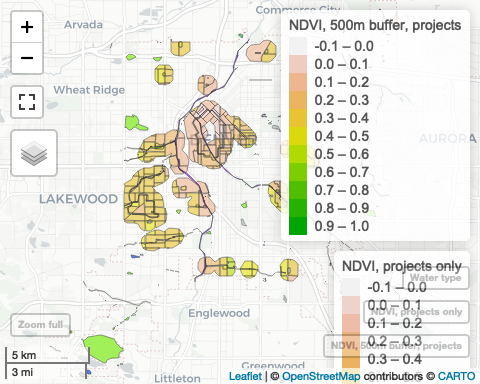 Commerce City
Arvada
NDVI, 500m buffer, projects
-0.1 – 0.0
0.0 – 0.1
0.1 – 0.2
0.2 – 0.3
0.3 – 0.4
0.4 – 0.5
0.5 – 0.6
0.6 – 0.7
0.7 – 0.8
0.8 – 0.9
0.9 – 1.0
+
−
Wheat Ridge
AURORA
LAKEWOOD
NDVI, projects only
-0.1 – 0.0
0.0 – 0.1
0.1 – 0.2
0.2 – 0.3
0.3 – 0.4
Water type
NDVI, projects only
NDVI, 500m buffer, projects
Englewood
Zoom full
5 km
3 mi
Greenwood
Littleton
Leaflet | © OpenStreetMap contributors © CARTO